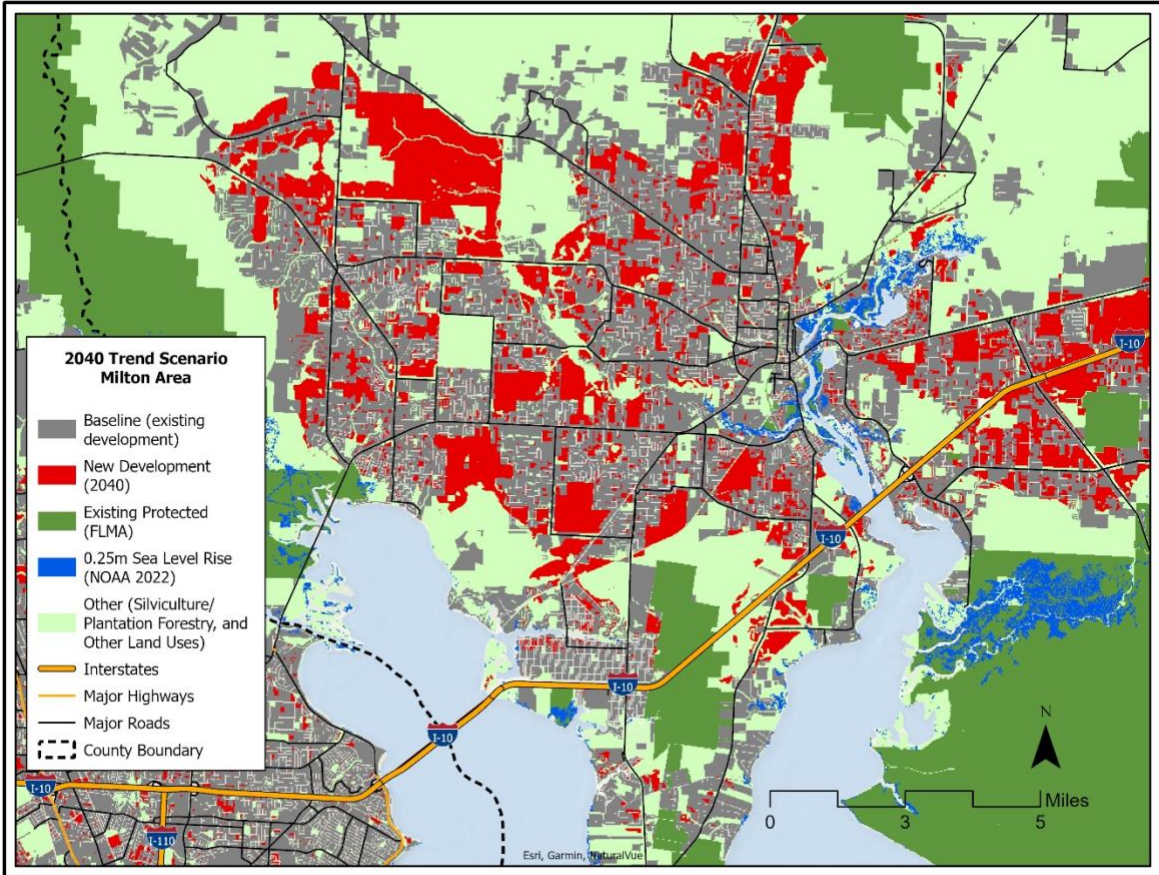 2040 Trend Scenario
Milton Area
Baseline (existing
development)
New Development
(2040)
Existing Protected
(FLMA)
0.25m Sea Level Rise
(NOAA 2022)
Other (Silviculture/
Plantation Forestry, and
Other Land Uses)
Interstates
Major Highways
Major Roads
County Boundary
I-10
I-10
I-10
I-10
I-10
I-110
N
Miles
0 3 5
Esri, Garmin, NaturalVue